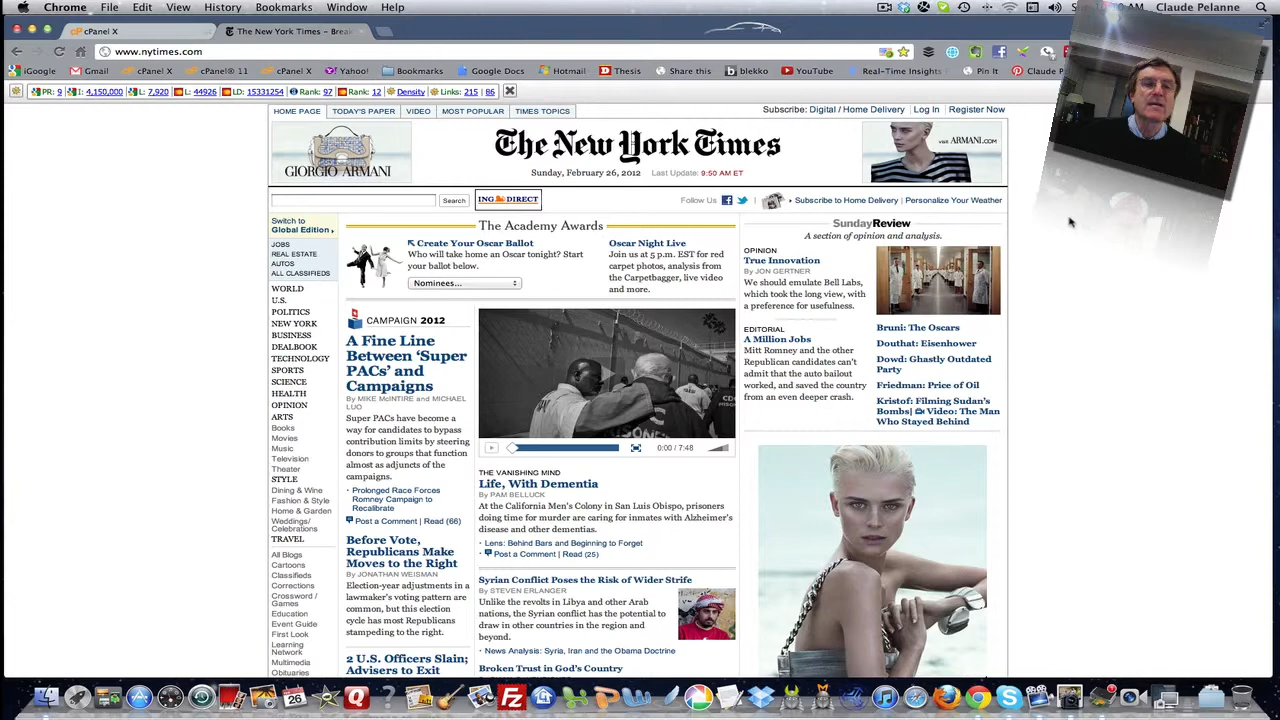 Chrome File Edit View History Bookmarks Window Help
Claude Pelanne
cPanel X
The New York Times – Brea
www.nytimes.com
iGoogle Gmail cPanel X cPanel® 11 cPanel X Yahoo! Bookmarks Google Docs Hotmail Thesis Share this blekko YouTube Real-Time Insights Pin It Claude P
PR: 9 I: 4,150,000 L: 7,920 L: 44926 LD: 15331254 Rank: 97 Rank: 12 Density Links: 215 | 86
HOME PAGE TODAY'S PAPER VIDEO MOST POPULAR TIMES TOPICS
Subscribe: Digital / Home Delivery Log In Register Now
GIORGIO ARMANI
The New York Times
VISIT ARMANI.COM
Sunday, February 26, 2012 Last Update: 9:50 AM ET
Search
ING DIRECT
Follow Us
Subscribe to Home Delivery | Personalize Your Weather
Switch to
Global Edition
JOBS
REAL ESTATE
AUTOS
ALL CLASSIFIEDS
WORLD
U.S.
POLITICS
NEW YORK
BUSINESS
DEALBOOK
TECHNOLOGY
SPORTS
SCIENCE
HEALTH
OPINION
ARTS
Books
Movies
Music
Television
Theater
STYLE
Dining & Wine
Fashion & Style
Home & Garden
Weddings/
Celebrations
TRAVEL
All Blogs
Cartoons
Classifieds
Corrections
Crossword /
Games
Education
Event Guide
First Look
Learning
Network
Multimedia
Obituaries
The Academy Awards
Create Your Oscar Ballot
Who will take home an Oscar tonight? Start
your ballot below.
Nominees...
Oscar Night Live
Join us at 5 p.m. EST for red
carpet photos, analysis from
the Carpetbagger, live video
and more.
CAMPAIGN 2012
A Fine Line
Between ‘Super
PACs’ and
Campaigns
By MIKE McINTIRE and MICHAEL
LUO
Super PACs have become a
way for candidates to bypass
contribution limits by steering
donors to groups that function
almost as adjuncts of the
campaigns.
Prolonged Race Forces
Romney Campaign to
Recalibrate
Post a Comment | Read (66)
Before Vote,
Republicans Make
Moves to the Right
By JONATHAN WEISMAN
Election-year adjustments in a
lawmaker's voting pattern are
common, but this election
cycle has most Republicans
stampeding to the right.
2 U.S. Officers Slain;
Advisers to Exit
0:00 / 7:48
THE VANISHING MIND
Life, With Dementia
By PAM BELLUCK
At the California Men's Colony in San Luis Obispo, prisoners
doing time for murder are caring for inmates with Alzheimer's
disease and other dementias.
Lens: Behind Bars and Beginning to Forget
Post a Comment | Read (25)
Syrian Conflict Poses the Risk of Wider Strife
By STEVEN ERLANGER
Unlike the revolts in Libya and other Arab
nations, the Syrian conflict has the potential to
draw in other countries in the region and
beyond.
News Analysis: Syria, Iran and the Obama Doctrine
Broken Trust in God's Country
SundayReview
A section of opinion and analysis.
OPINION
True Innovation
By JON GERTNER
We should emulate Bell Labs,
which took the long view, with
a preference for usefulness.
EDITORIAL
A Million Jobs
Mitt Romney and the other
Republican candidates can't
admit that the auto bailout
worked, and saved the country
from an even deeper crash.
Bruni: The Oscars
Douthat: Eisenhower
Dowd: Ghastly Outdated
Party
Friedman: Price of Oil
Kristof: Filming Sudan's
Bombs| Video: The Man
Who Stayed Behind